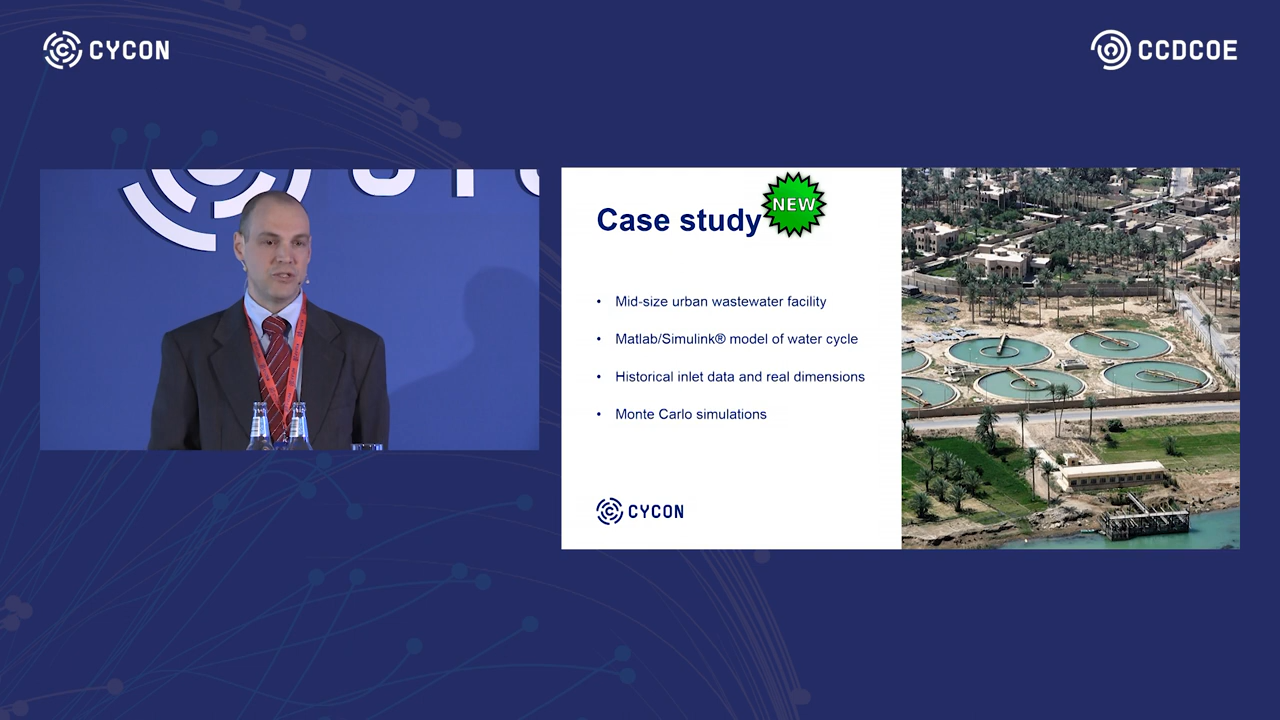 CYCON
CCDCOE
Case study
NEW
• Mid-size urban wastewater facility
• Matlab/Simulink® model of water cycle
• Historical inlet data and real dimensions
• Monte Carlo simulations
CYCON